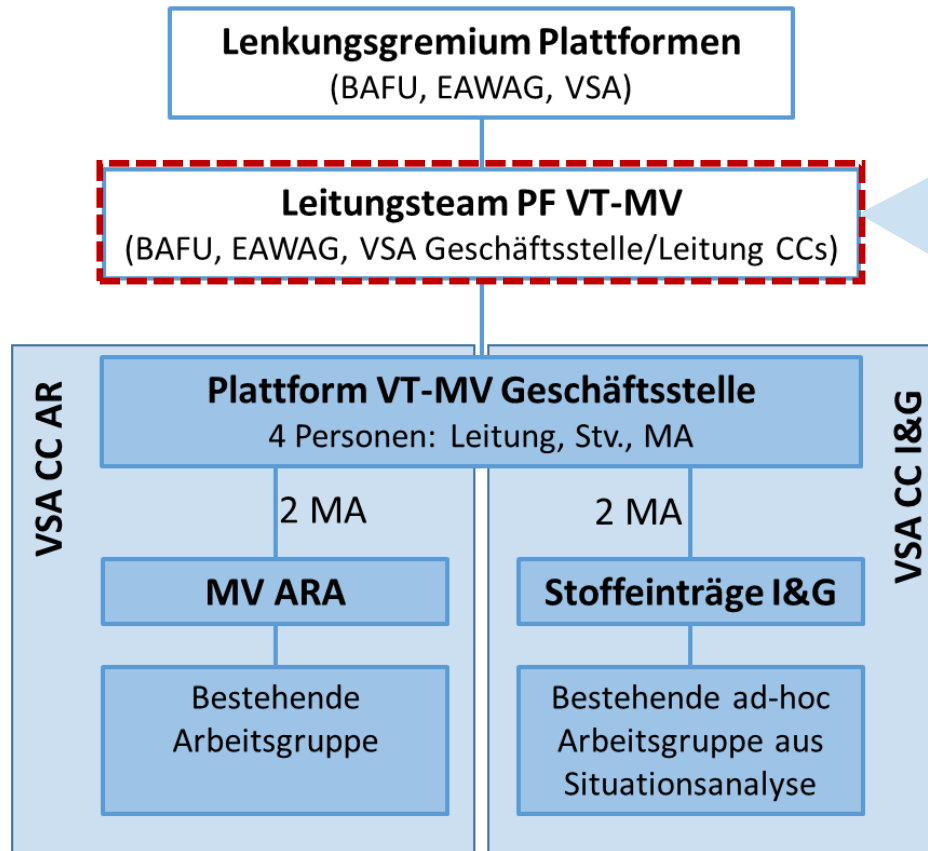 Lenkungsgremium Plattformen
(BAFU, EAWAG, VSA)
Leitungsteam PF VT-MV
(BAFU, EAWAG, VSA Geschäftsstelle/Leitung CCs)
VSA CC AR
Plattform VT-MV Geschäftsstelle
4 Personen: Leitung, Stv., MA
VSA CC I&G
2 MA
2 MA
MV ARA
Stoffeinträge I&G
Bestehende
Arbeitsgruppe
Bestehende ad-hoc
Arbeitsgruppe aus
Situationsanalyse